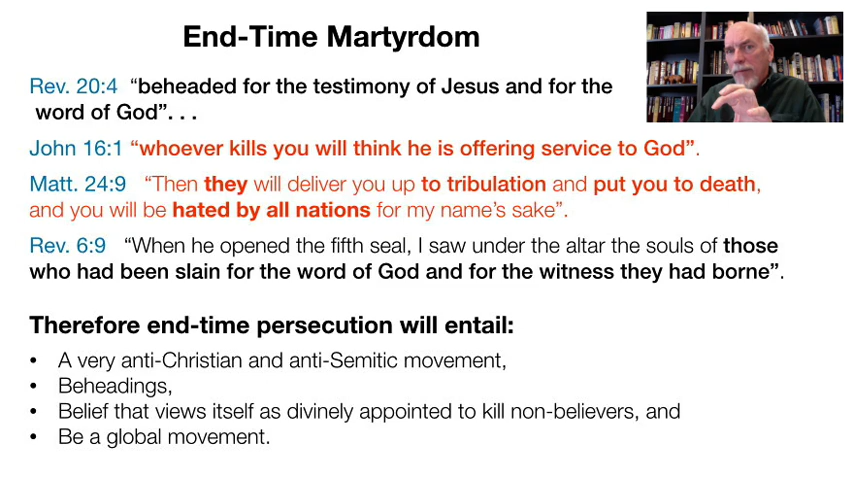 End-Time Martyrdom
Rev. 20:4 “beheaded for the testimony of Jesus and for the
word of God”. . .
John 16:1 “whoever kills you will think he is offering service to God”.
Matt. 24:9 “Then they will deliver you up to tribulation and put you to death,
and you will be hated by all nations for my name’s sake”.
Rev. 6:9 “When he opened the fifth seal, I saw under the altar the souls of those
who had been slain for the word of God and for the witness they had borne”.
Therefore end-time persecution will entail:
• A very anti-Christian and anti-Semitic movement,
• Beheadings,
• Belief that views itself as divinely appointed to kill non-believers, and
• Be a global movement.